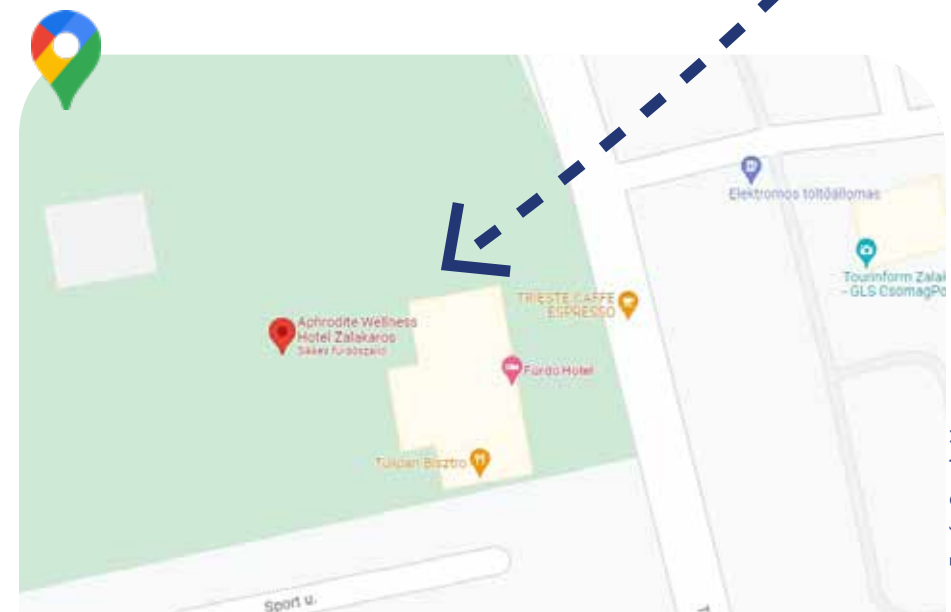 Elektromos töltőállomás
Tourinform Zalak
- GLS CsomagPo
TRIESTE CAFFE
ESPRESSO
Aphrodite Wellness
Hotel Zalakaros
Fürdő Hotel
Tulipán Bisztró
Sport u.